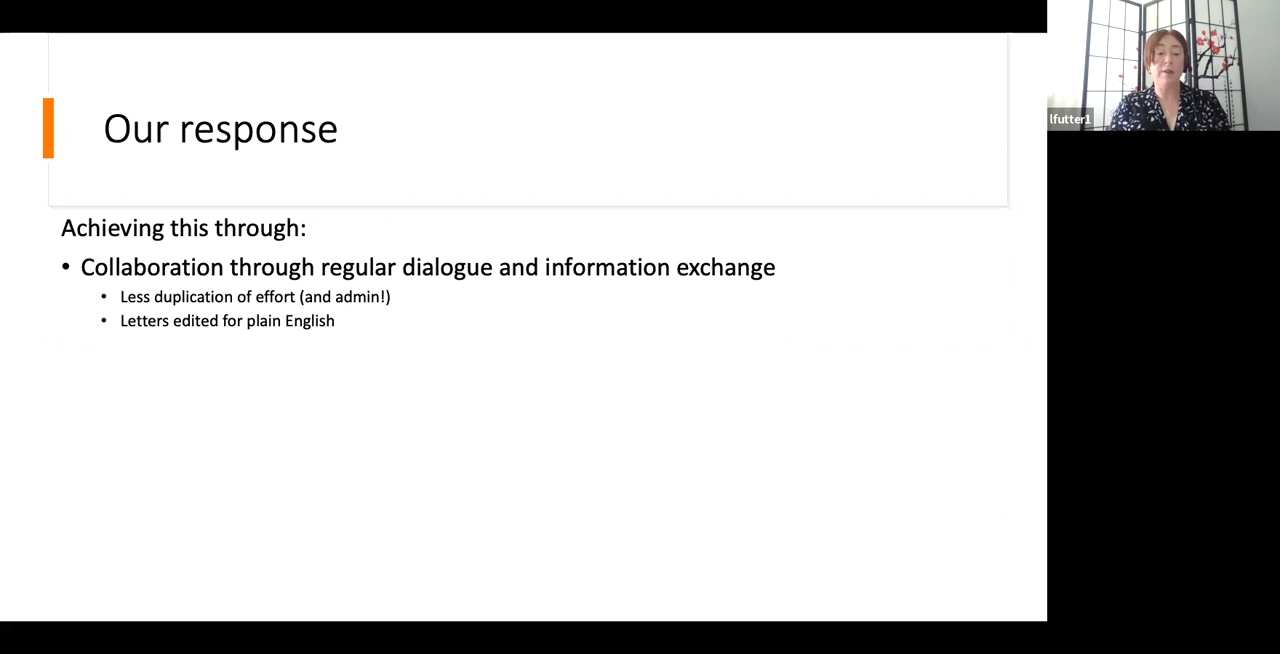 Our response
lfutter1
Achieving this through:
• Collaboration through regular dialogue and information exchange
• Less duplication of effort (and admin!)
• Letters edited for plain English